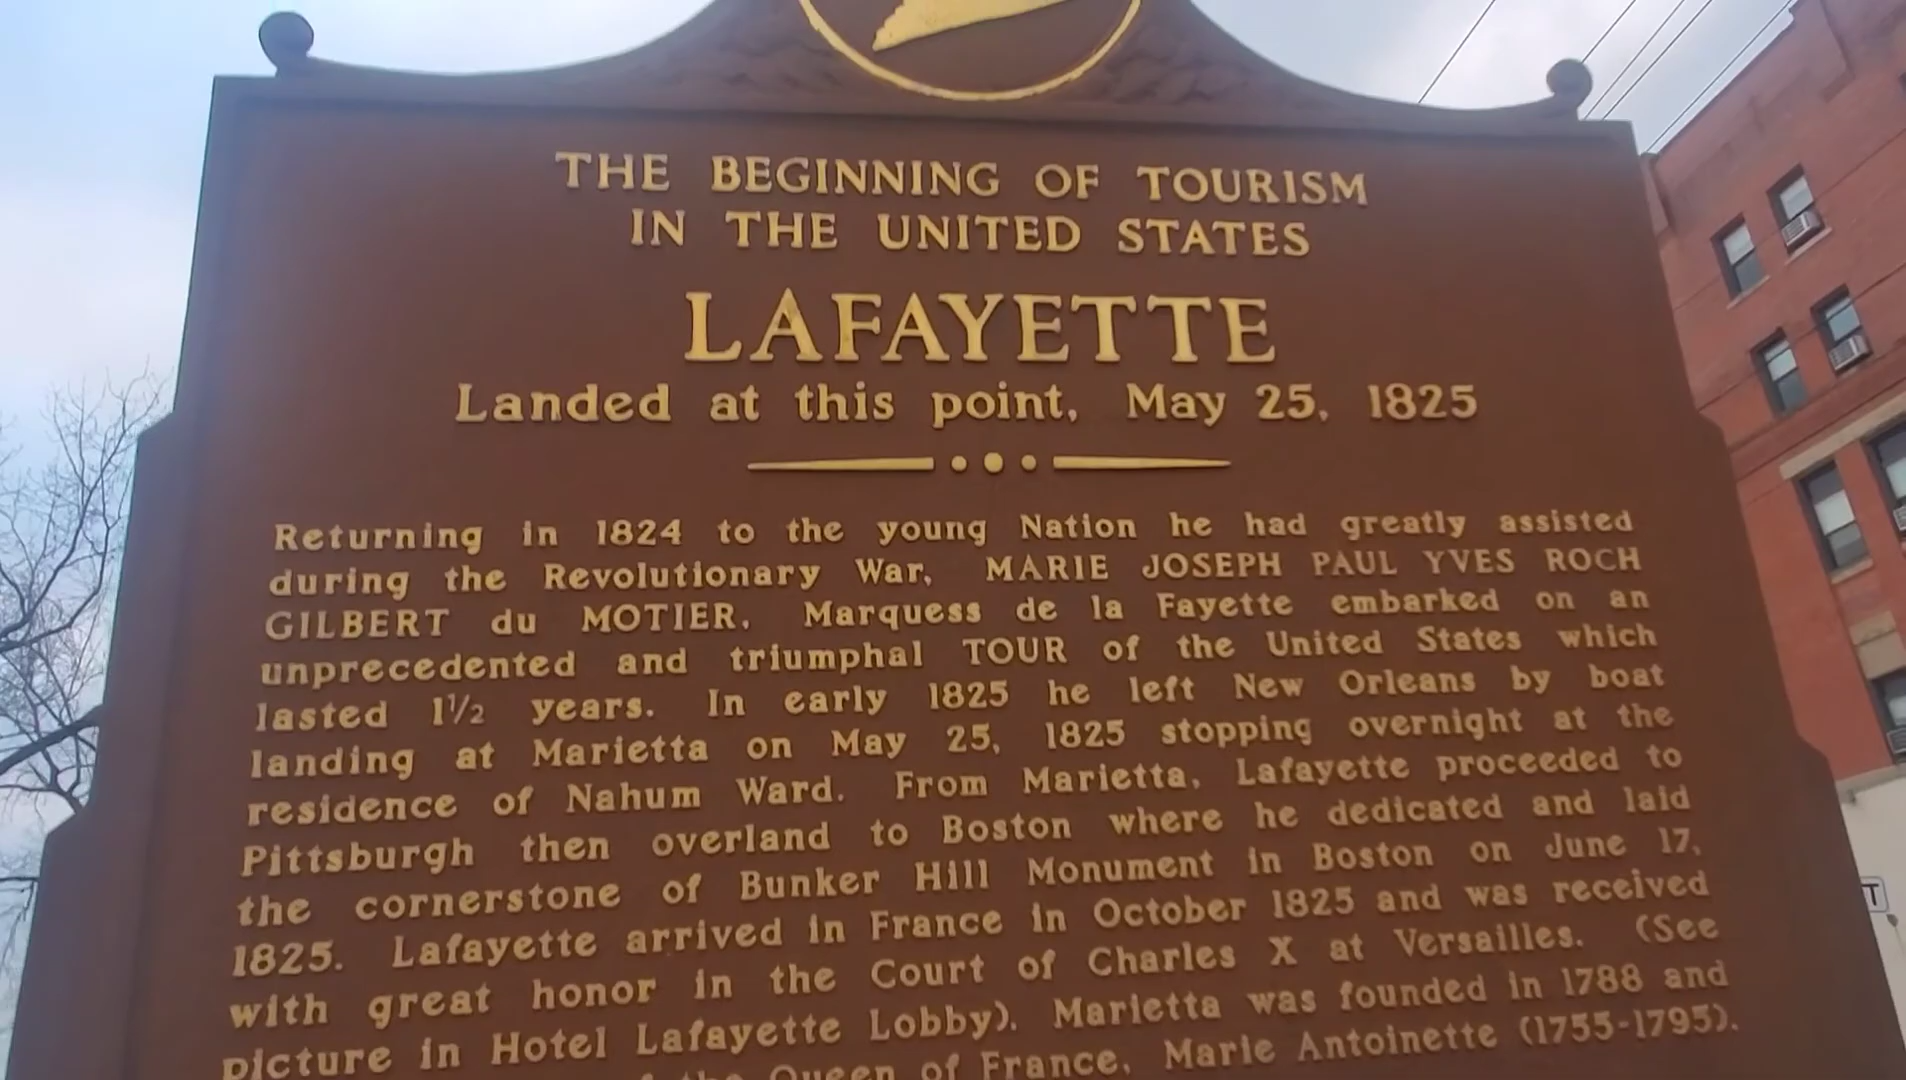 THE BEGINNING OF TOURISM
IN THE UNITED STATES
LAFAYETTE
Landed at this point, May 25, 1825
Returning in 1824 to the young Nation he had greatly assisted
during the Revolutionary War, MARIE JOSEPH PAUL YVES ROCH
GILBERT du MOTIER, Marquess de la Fayette embarked on an
unprecedented and triumphal TOUR of the United States which
lasted 1½ years. In early 1825 he left New Orleans by boat
landing at Marietta on May 25, 1825 stopping overnight at the
residence of Nahum Ward. From Marietta, Lafayette proceeded to
Pittsburgh then overland to Boston where he dedicated and laid
the cornerstone of Bunker Hill Monument in Boston on June 17,
1825. Lafayette arrived in France in October 1825 and was received
with great honor in the Court of Charles X at Versailles. (See
picture in Hotel Lafayette Lobby). Marietta was founded in 1788 and
the Queen of France, Marie Antoinette (1755-1795).
T